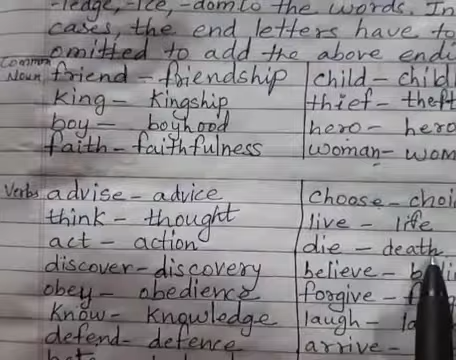 -ledge, -ice, -dom to the words. In
cases, the end letters have to
omitted to add the above endi
Common Noun friend - friendship child - child
king - kingship thief - theft
boy - boyhood hero - hero
faith - faithfulness woman - wom
Verbs advise - advice choose - choi
think - thought live - life
act - action die - death
discover - discovery believe -
obey - obedience forgive -
know - knowledge laugh -
defend - defence arrive -